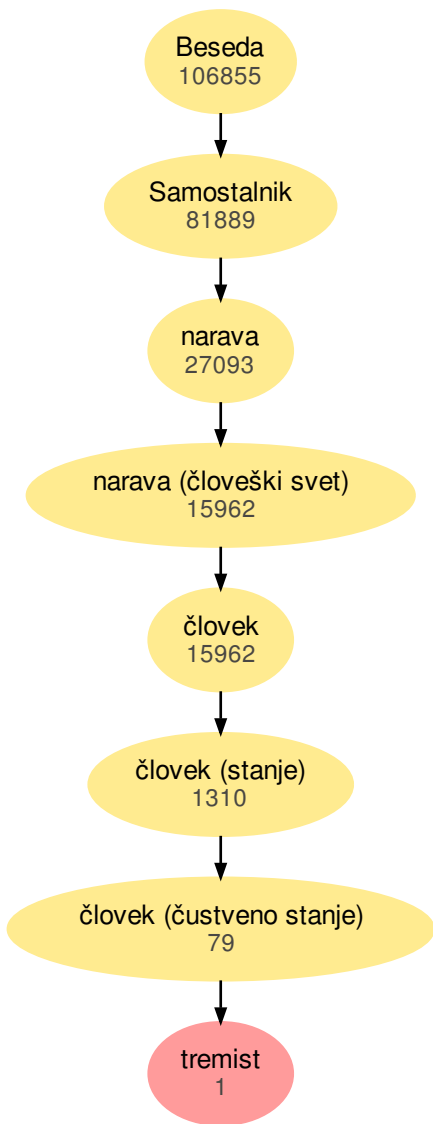 Beseda
106855
Samostalnik
81889
narava
27093
narava (človeški svet)
15962
človek
15962
človek (stanje)
1310
človek (čustveno stanje)
79
tremist
1